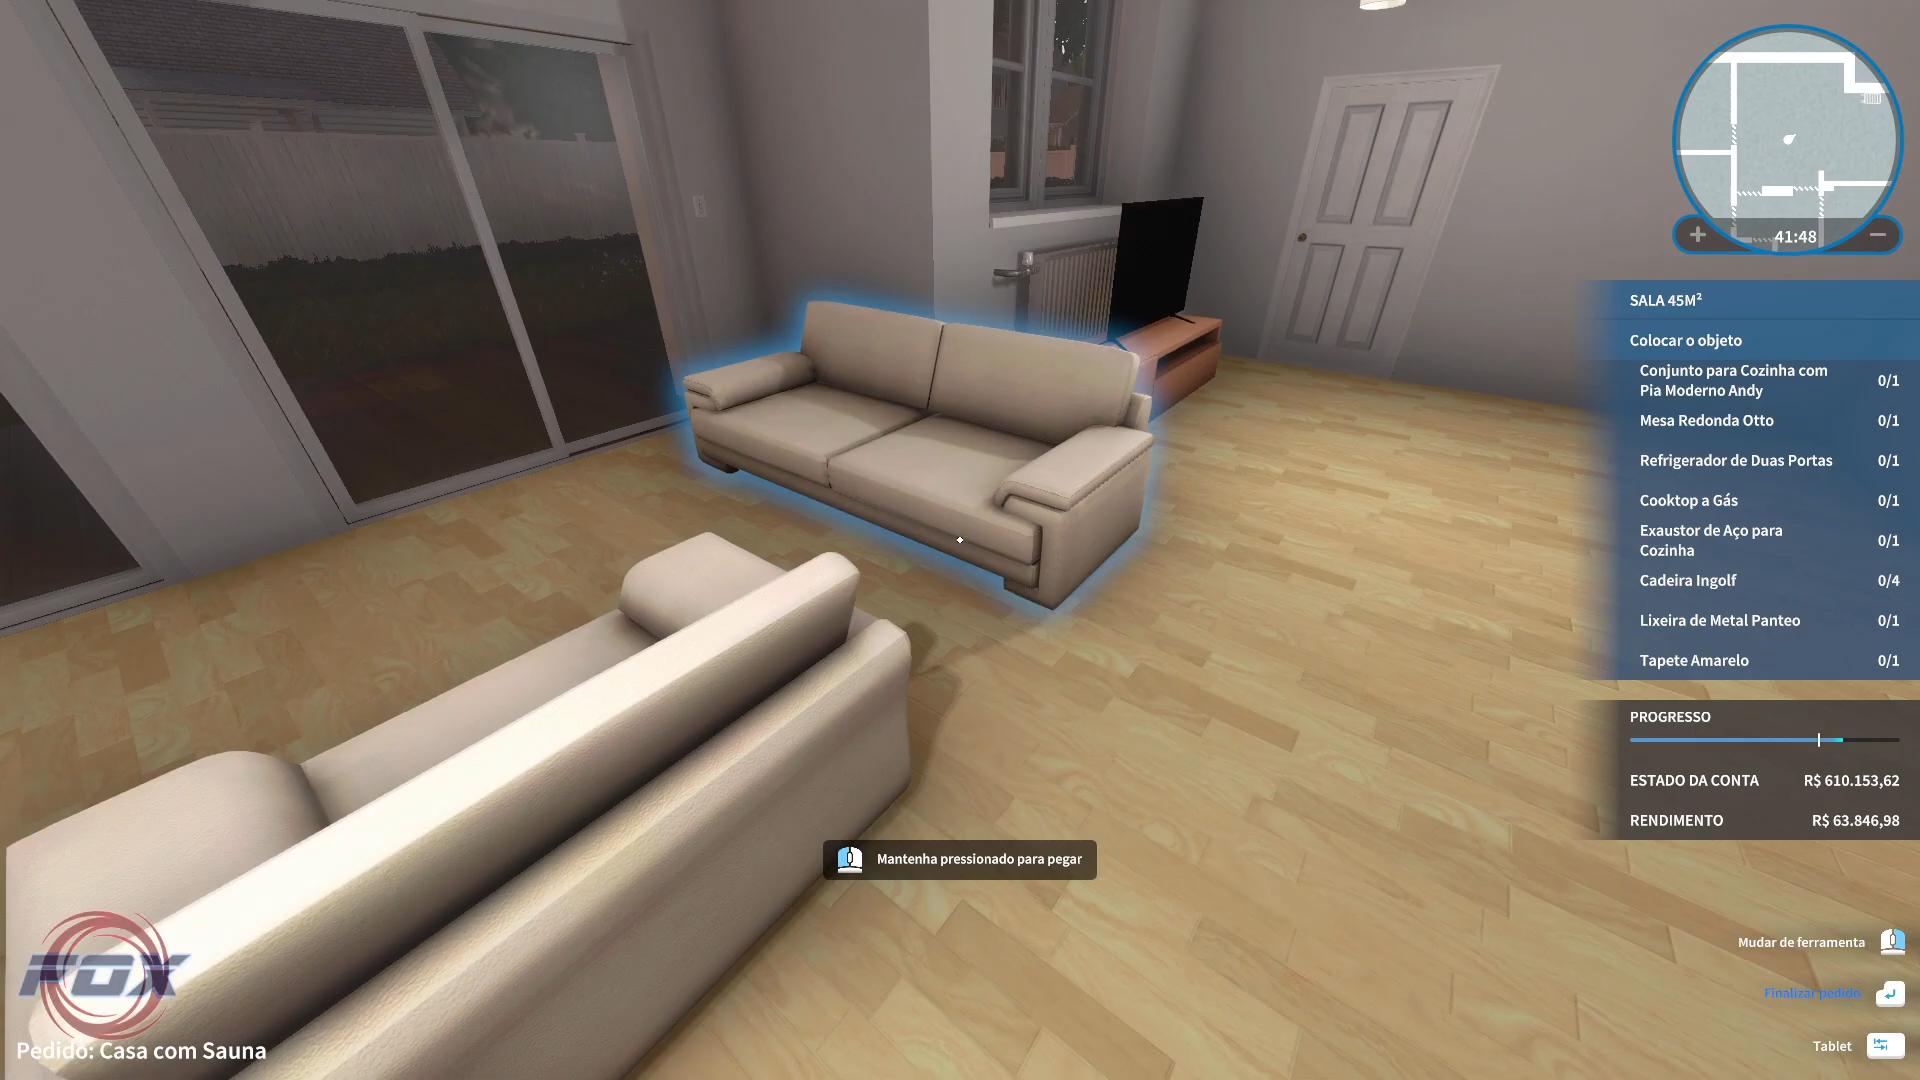 41:48
SALA 45M²
Colocar o objeto
Conjunto para Cozinha com
Pia Moderno Andy 0/1
Mesa Redonda Otto 0/1
Refrigerador de Duas Portas 0/1
Cooktop a Gás 0/1
Exaustor de Aço para
Cozinha 0/1
Cadeira Ingolf 0/4
Lixeira de Metal Panteo 0/1
Tapete Amarelo 0/1
PROGRESSO
ESTADO DA CONTA R$ 610.153,62
RENDIMENTO R$ 63.846,98
Mantenha pressionado para pegar
Mudar de ferramenta
Finalizar pedido
Tablet
FOX
Pedido: Casa com Sauna